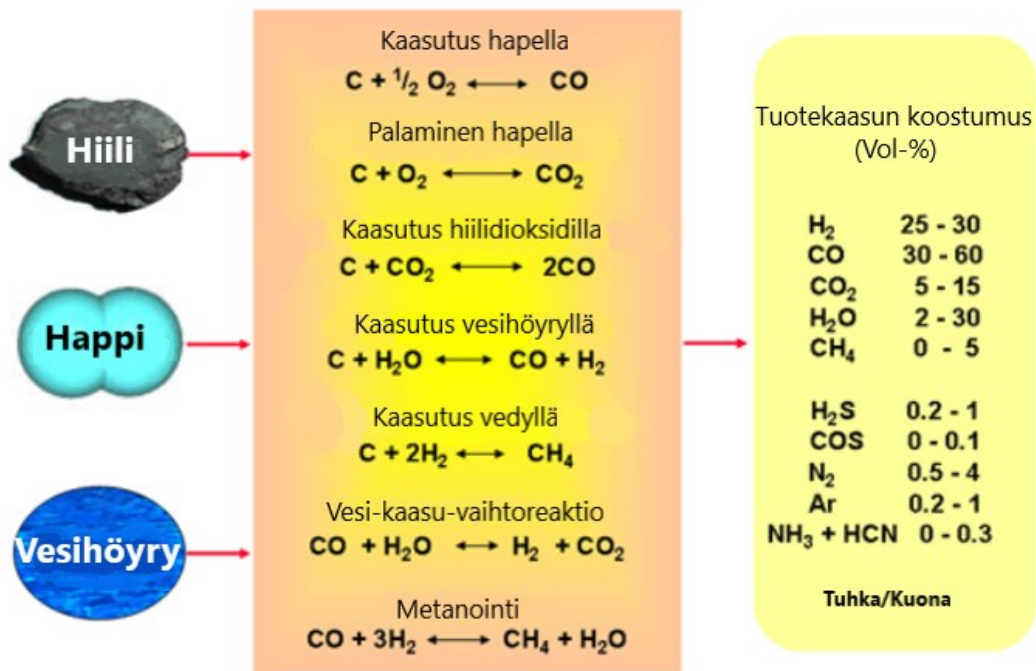 Hiili
Happi
Vesihöyry
Kaasutus hapella
C + ½ O₂ ⟷ CO
Palaminen hapella
C + O₂ ⟷ CO₂
Kaasutus hiilidioksidilla
C + CO₂ ⟷ 2CO
Kaasutus vesihöyryllä
C + H₂O ⟷ CO + H₂
Kaasutus vedyllä
C + 2H₂ ⟷ CH₄
Vesi-kaasu-vaihtoreaktio
CO + H₂O ⟷ H₂ + CO₂
Metanointi
CO + 3H₂ ⟷ CH₄ + H₂O
Tuotekaasun koostumus
(Vol-%)
H₂ 25 - 30
CO 30 - 60
CO₂ 5 - 15
H₂O 2 - 30
CH₄ 0 - 5
H₂S 0.2 - 1
COS 0 - 0.1
N₂ 0.5 - 4
Ar 0.2 - 1
NH₃ + HCN 0 - 0.3
Tuhka/Kuona